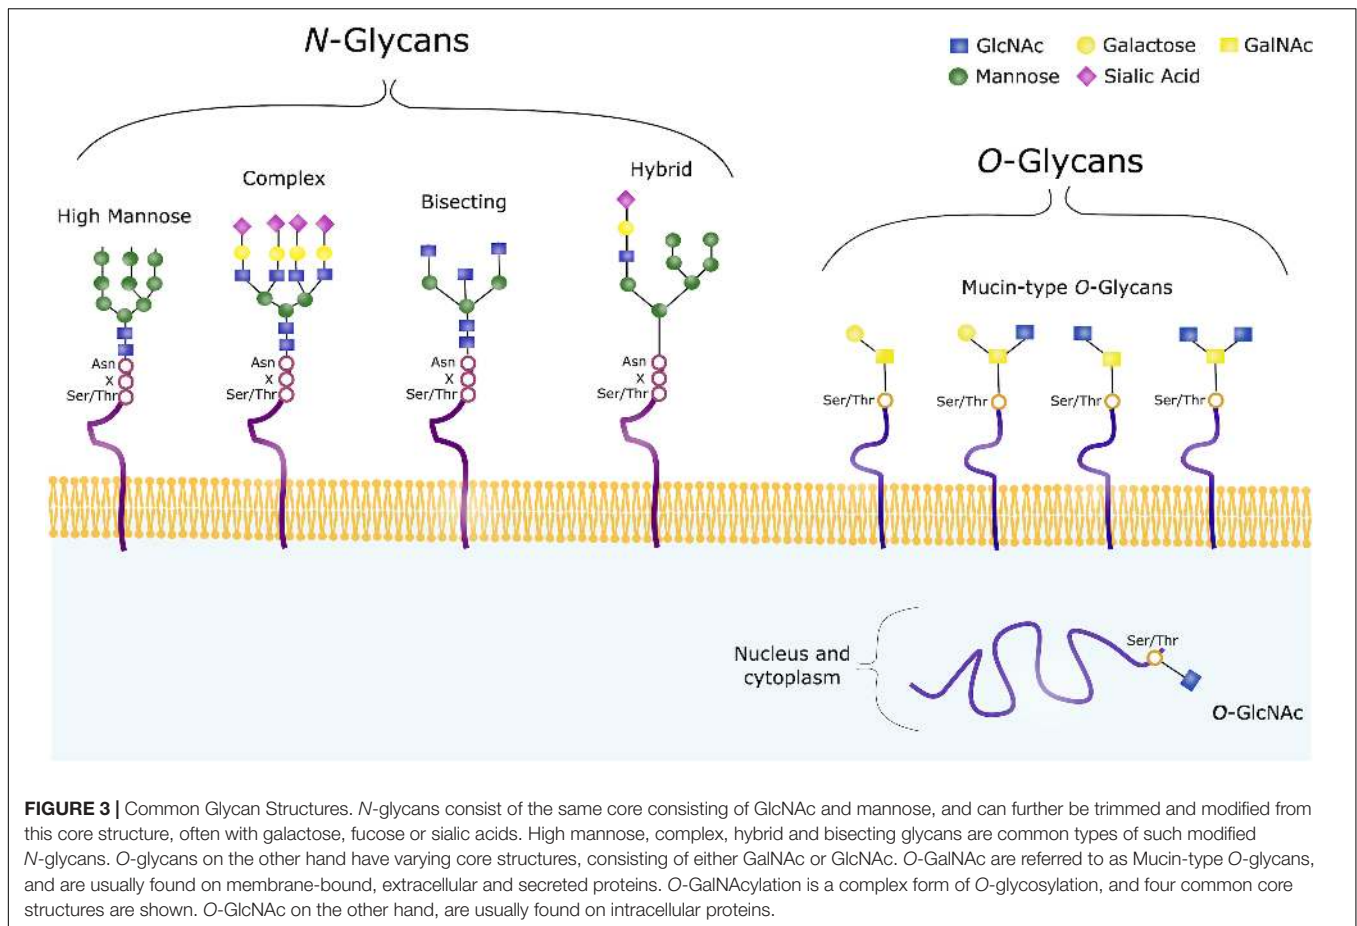 N-Glycans
GlcNAc Galactose GalNAc
Mannose Sialic Acid
O-Glycans
Hybrid
Complex
Bisecting
High Mannose
Mucin-type O-Glycans
Asn
X
Ser/Thr
Asn
X
Ser/Thr
Asn
X
Ser/Thr
Asn
X
Ser/Thr
Ser/Thr
Ser/Thr
Ser/Thr
Ser/Thr
Nucleus and
cytoplasm
Ser/Thr
O-GlcNAc
FIGURE 3 | Common Glycan Structures. N-glycans consist of the same core consisting of GlcNAc and mannose, and can further be trimmed and modified from
this core structure, often with galactose, fucose or sialic acids. High mannose, complex, hybrid and bisecting glycans are common types of such modified
N-glycans. O-glycans on the other hand have varying core structures, consisting of either GalNAc or GlcNAc. O-GalNAc are referred to as Mucin-type O-glycans,
and are usually found on membrane-bound, extracellular and secreted proteins. O-GalNAcylation is a complex form of O-glycosylation, and four common core
structures are shown. O-GlcNAc on the other hand, are usually found on intracellular proteins.